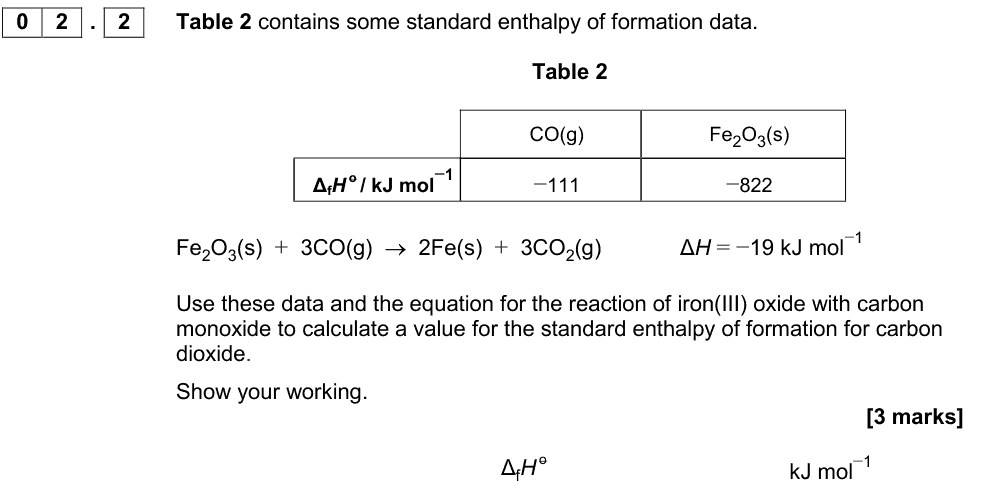 0 2 . 2 Table 2 contains some standard enthalpy of formation data.
Table 2
CO(g) Fe₂O₃(s)
ΔfH⦵ / kJ mol⁻¹ −111 −822
Fe₂O₃(s) + 3CO(g) → 2Fe(s) + 3CO₂(g) ΔH = −19 kJ mol⁻¹
Use these data and the equation for the reaction of iron(III) oxide with carbon
monoxide to calculate a value for the standard enthalpy of formation for carbon
dioxide.
Show your working.
[3 marks]
ΔfH⦵ kJ mol⁻¹